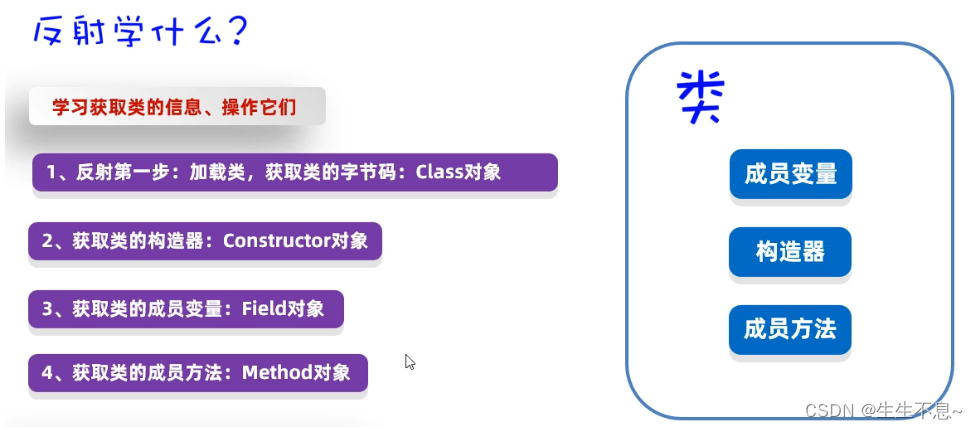 反射学什么?
学习获取类的信息、操作它们
1、反射第一步：加载类，获取类的字节码：Class对象
2、获取类的构造器：Constructor对象
3、获取类的成员变量：Field对象
4、获取类的成员方法：Method对象
类
成员变量
构造器
成员方法
CSDN @生生不息~